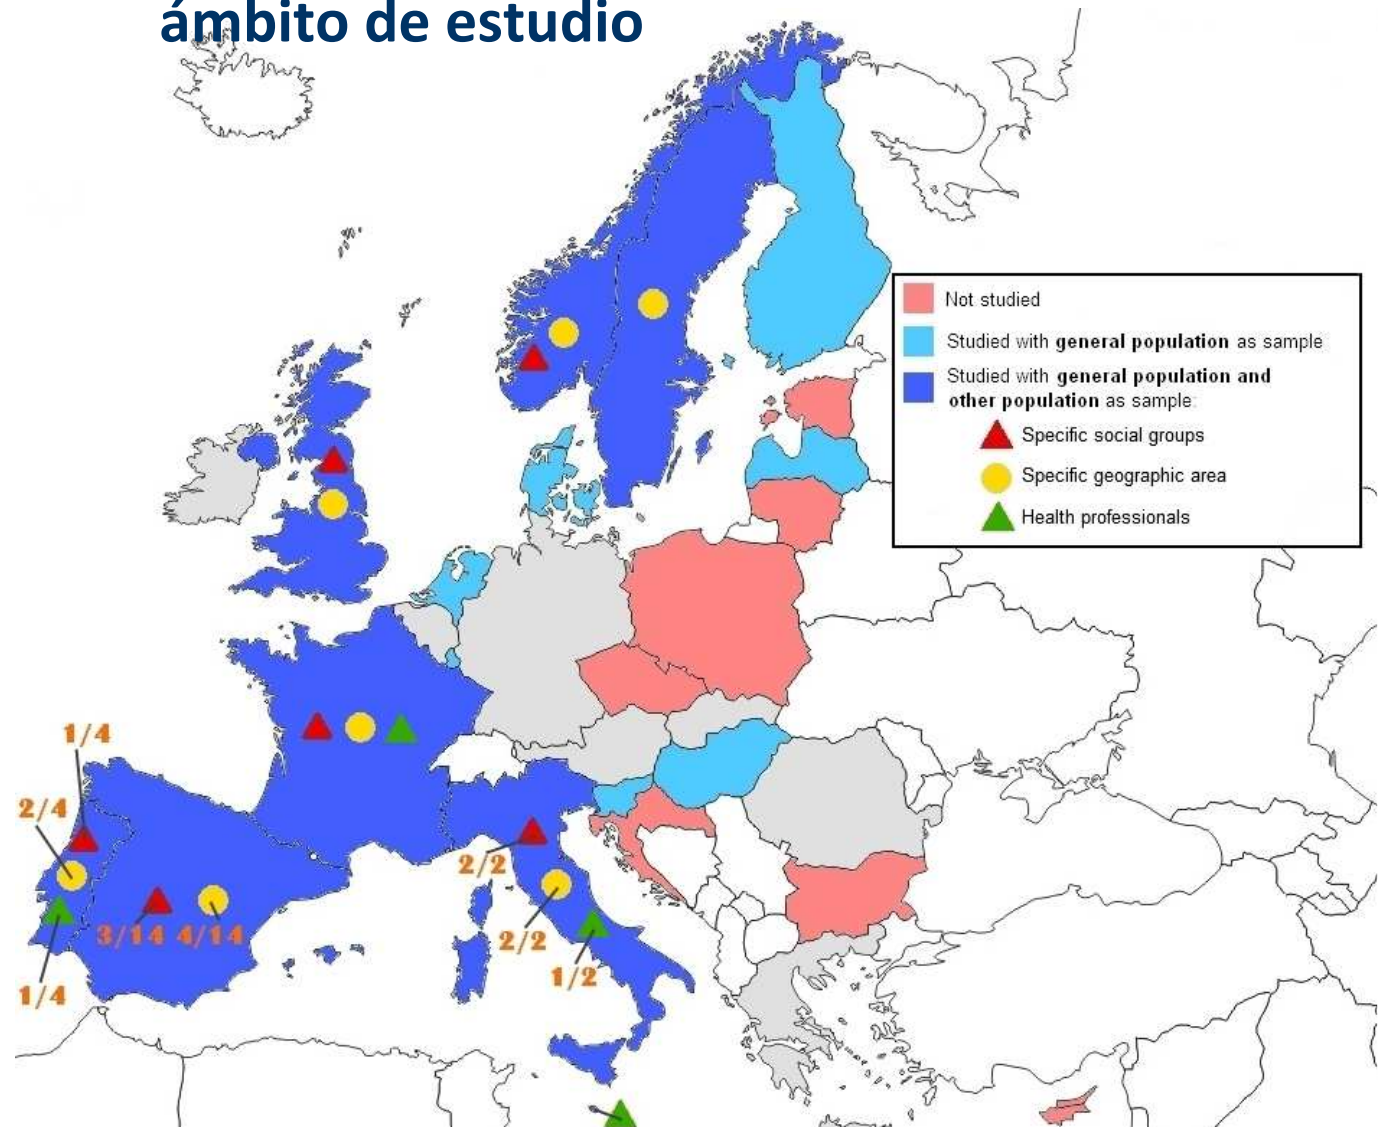 ámbito de estudio
Not studied
Studied with general population as sample
Studied with general population and
other population as sample:
Specific social groups
Specific geographic area
Health professionals
1/4
2/4
2/2
3/14 4/14
2/2
1/2
1/4